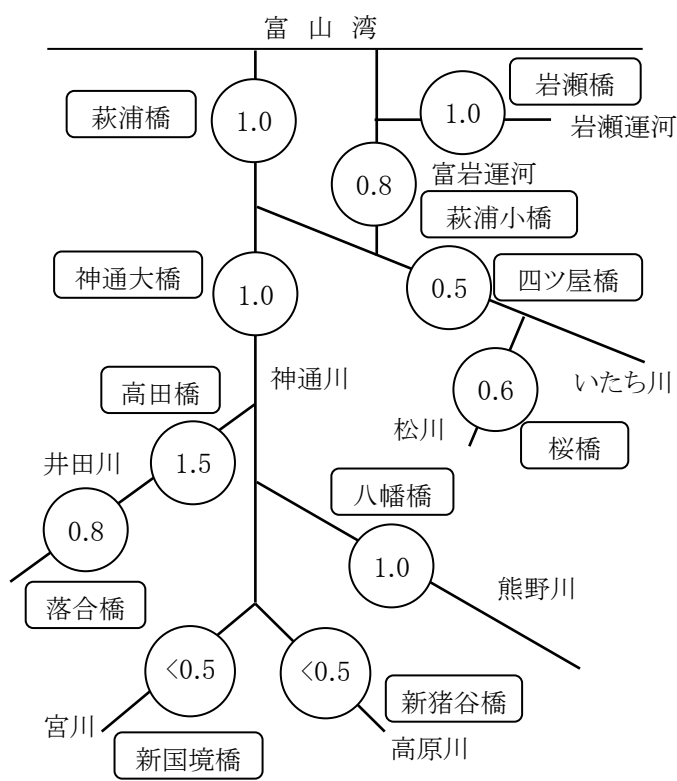 富 山 湾
岩瀬橋
萩浦橋
1.0
1.0
岩瀬運河
富岩運河
0.8
萩浦小橋
神通大橋
四ツ屋橋
1.0
0.5
神通川
いたち川
高田橋
0.6
松川
桜橋
井田川
1.5
八幡橋
0.8
1.0
熊野川
落合橋
<0.5
<0.5
新猪谷橋
宮川
高原川
新国境橋